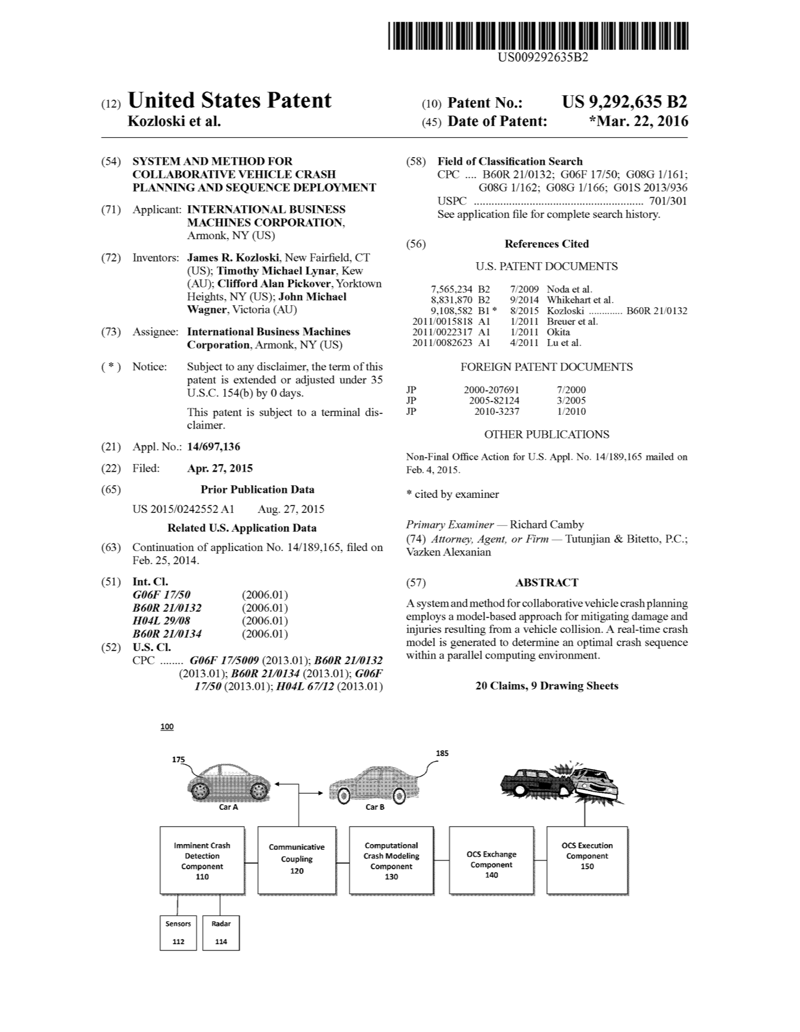 US009292635B2
(12) United States Patent
Kozloski et al.
(10) Patent No.: US 9,292,635 B2
(45) Date of Patent: *Mar. 22, 2016
(54) SYSTEM AND METHOD FOR
COLLABORATIVE VEHICLE CRASH
PLANNING AND SEQUENCE DEPLOYMENT
(71) Applicant: INTERNATIONAL BUSINESS
MACHINES CORPORATION,
Armonk, NY (US)
(72) Inventors: James R. Kozloski, New Fairfield, CT
(US); Timothy Michael Lynar, Kew
(AU); Clifford Alan Pickover, Yorktown
Heights, NY (US); John Michael
Wagner, Victoria (AU)
(73) Assignee: International Business Machines
Corporation, Armonk, NY (US)
( * ) Notice: Subject to any disclaimer, the term of this
patent is extended or adjusted under 35
U.S.C. 154(b) by 0 days.
This patent is subject to a terminal dis-
claimer.
(21) Appl. No.: 14/697,136
(22) Filed: Apr. 27, 2015
(65) Prior Publication Data
US 2015/0242552 A1 Aug. 27, 2015
Related U.S. Application Data
(63) Continuation of application No. 14/189,165, filed on
Feb. 25, 2014.
(51) Int. Cl.
G06F 17/50 (2006.01)
B60R 21/0132 (2006.01)
H04L 29/08 (2006.01)
B60R 21/0134 (2006.01)
(52) U.S. Cl.
CPC ........ G06F 17/5009 (2013.01); B60R 21/0132
(2013.01); B60R 21/0134 (2013.01); G06F
17/50 (2013.01); H04L 67/12 (2013.01)
(58) Field of Classification Search
CPC .... B60R 21/0132; G06F 17/50; G08G 1/161;
G08G 1/162; G08G 1/166; G01S 2013/936
USPC .................................................. 701/301
See application file for complete search history.
(56) References Cited
U.S. PATENT DOCUMENTS
7,565,234 B2 7/2009 Noda et al.
8,831,870 B2 9/2014 Whikehart et al.
9,108,582 B1 * 8/2015 Kozloski ............ B60R 21/0132
2011/0015818 A1 1/2011 Breuer et al.
2011/0022317 A1 1/2011 Okita
2011/0082623 A1 4/2011 Lu et al.
FOREIGN PATENT DOCUMENTS
JP 2000-207691 7/2000
JP 2005-82124 3/2005
JP 2010-3237 1/2010
OTHER PUBLICATIONS
Non-Final Office Action for U.S. Appl. No. 14/189,165 mailed on
Feb. 4, 2015.
* cited by examiner
Primary Examiner — Richard Camby
(74) Attorney, Agent, or Firm — Tutunjian & Bitetto, P.C.;
Vazken Alexanian
(57) ABSTRACT
A system and method for collaborative vehicle crash planning
employs a model-based approach for mitigating damage and
injuries resulting from a vehicle collision. A real-time crash
model is generated to determine an optimal crash sequence
within a parallel computing environment.
20 Claims, 9 Drawing Sheets
100
175
185
Car A
Car B
Imminent Crash
Detection
Component
110
Communicative
Coupling
120
Computational
Crash Modeling
Component
130
OCS Exchange
Component
140
OCS Execution
Component
150
Sensors
112
Radar
114